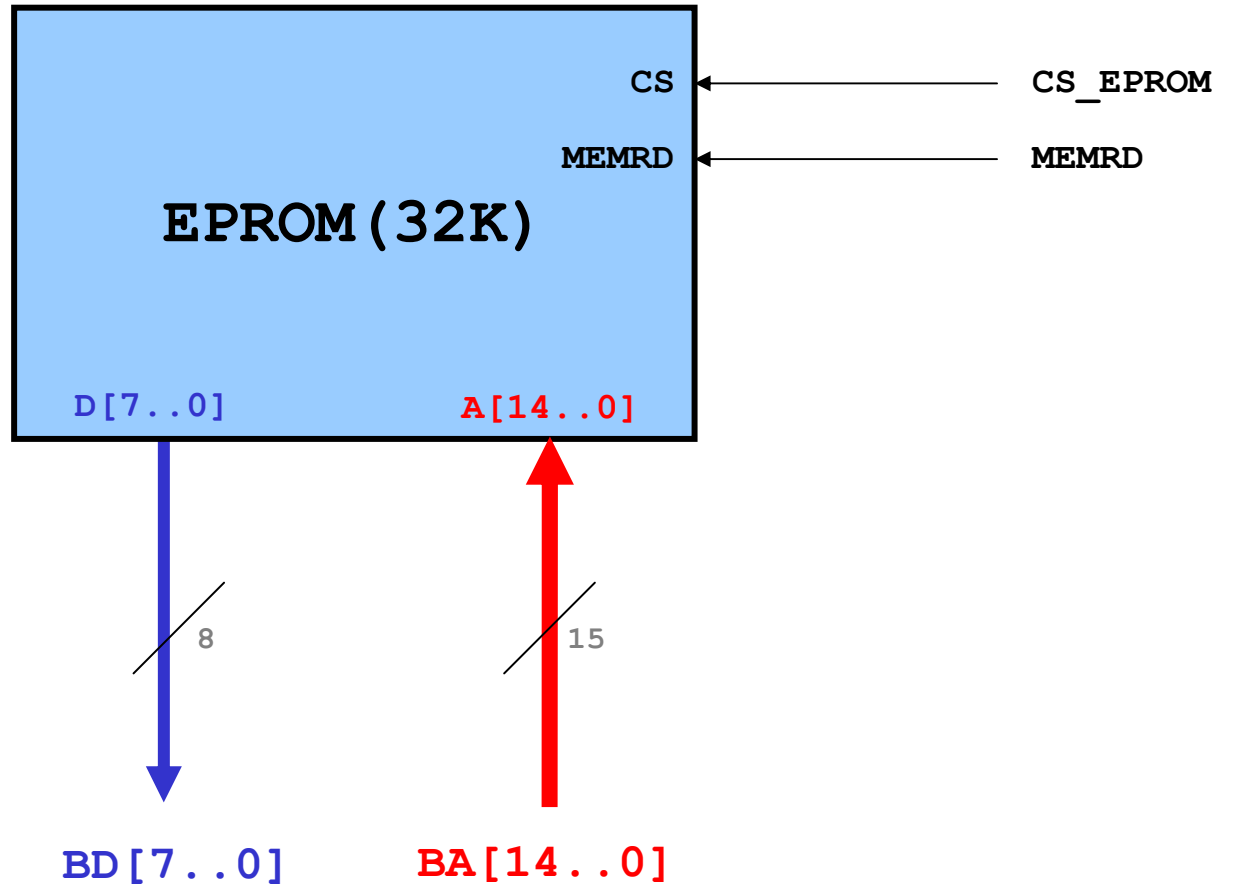 CS CS_EPROM
MEMRD MEMRD
EPROM(32K)
D[7..0] A[14..0]
8 15
BD[7..0] BA[14..0]